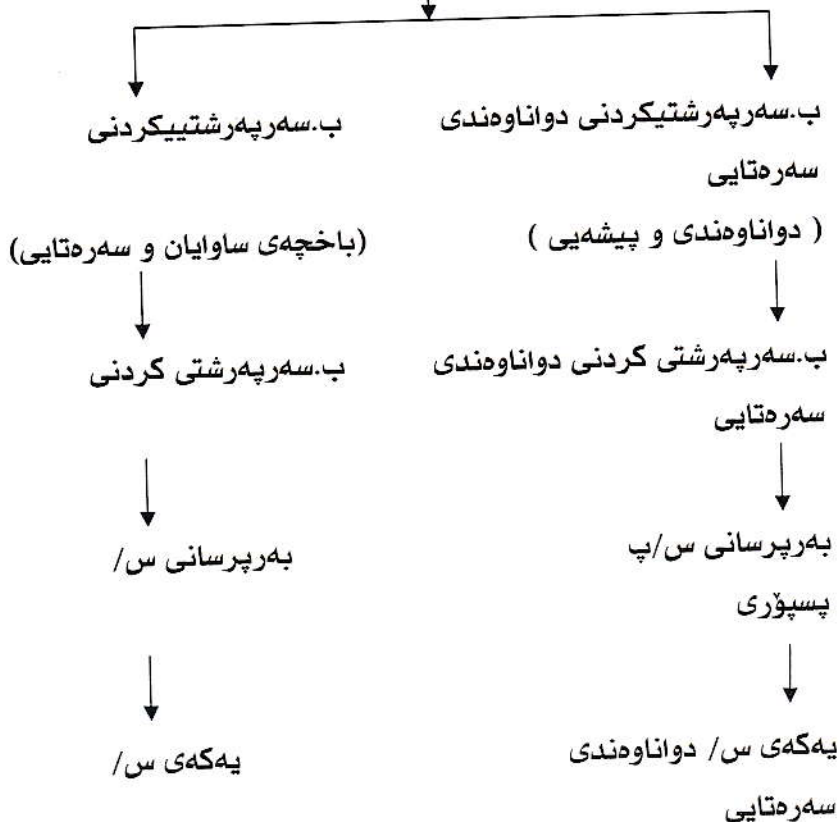 ب.سەرپەرشتیکردنی دواناوەندی
سەرەتایی
( دواناوەندی و پیشەیی )
ب.سەرپەرشتی کردنی دواناوەندی
سەرەتایی
بەرپرسانی س/پ
پسپۆری
یەکەی س/ دواناوەندی
سەرەتایی
ب.سەرپەرشتییکردنی
(باخچەی ساوایان و سەرەتایی)
ب.سەرپەرشتی کردنی
بەرپرسانی س/
یەکەی س/